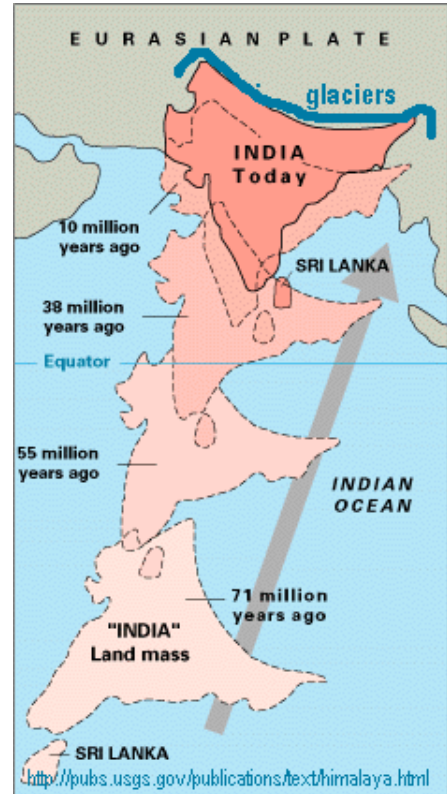 EURASIAN PLATE
glaciers
INDIA
Today
10 million
years ago
SRI LANKA
38 million
years ago
Equator
55 million
years ago
INDIAN
OCEAN
71 million
years ago
"INDIA"
Land mass
SRI LANKA
http://pubs.usgs.gov/publications/text/himalaya.html